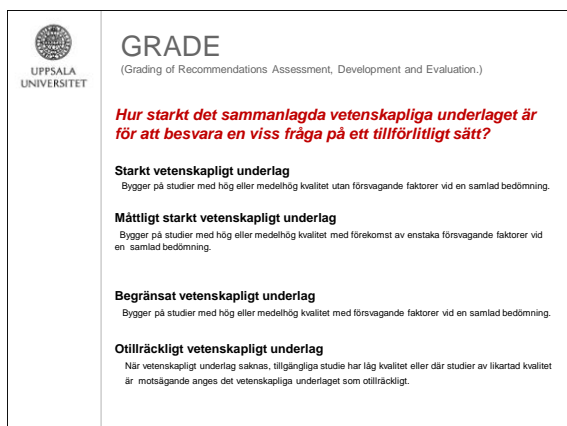 UPPSALA
UNIVERSITET
GRADE
(Grading of Recommendations Assessment, Development and Evaluation.)
Hur starkt det sammanlagda vetenskapliga underlaget är
för att besvara en viss fråga på ett tillförlitligt sätt?
Starkt vetenskapligt underlag
Bygger på studier med hög eller medelhög kvalitet utan försvagande faktorer vid en samlad bedömning.
Måttligt starkt vetenskapligt underlag
Bygger på studier med hög eller medelhög kvalitet med förekomst av enstaka försvagande faktorer vid
en samlad bedömning.
Begränsat vetenskapligt underlag
Bygger på studier med hög eller medelhög kvalitet med försvagande faktorer vid en samlad bedömning.
Otillräckligt vetenskapligt underlag
När vetenskapligt underlag saknas, tillgängliga studie har låg kvalitet eller där studier av likartad kvalitet
är motsägande anges det vetenskapliga underlaget som otillräckligt.